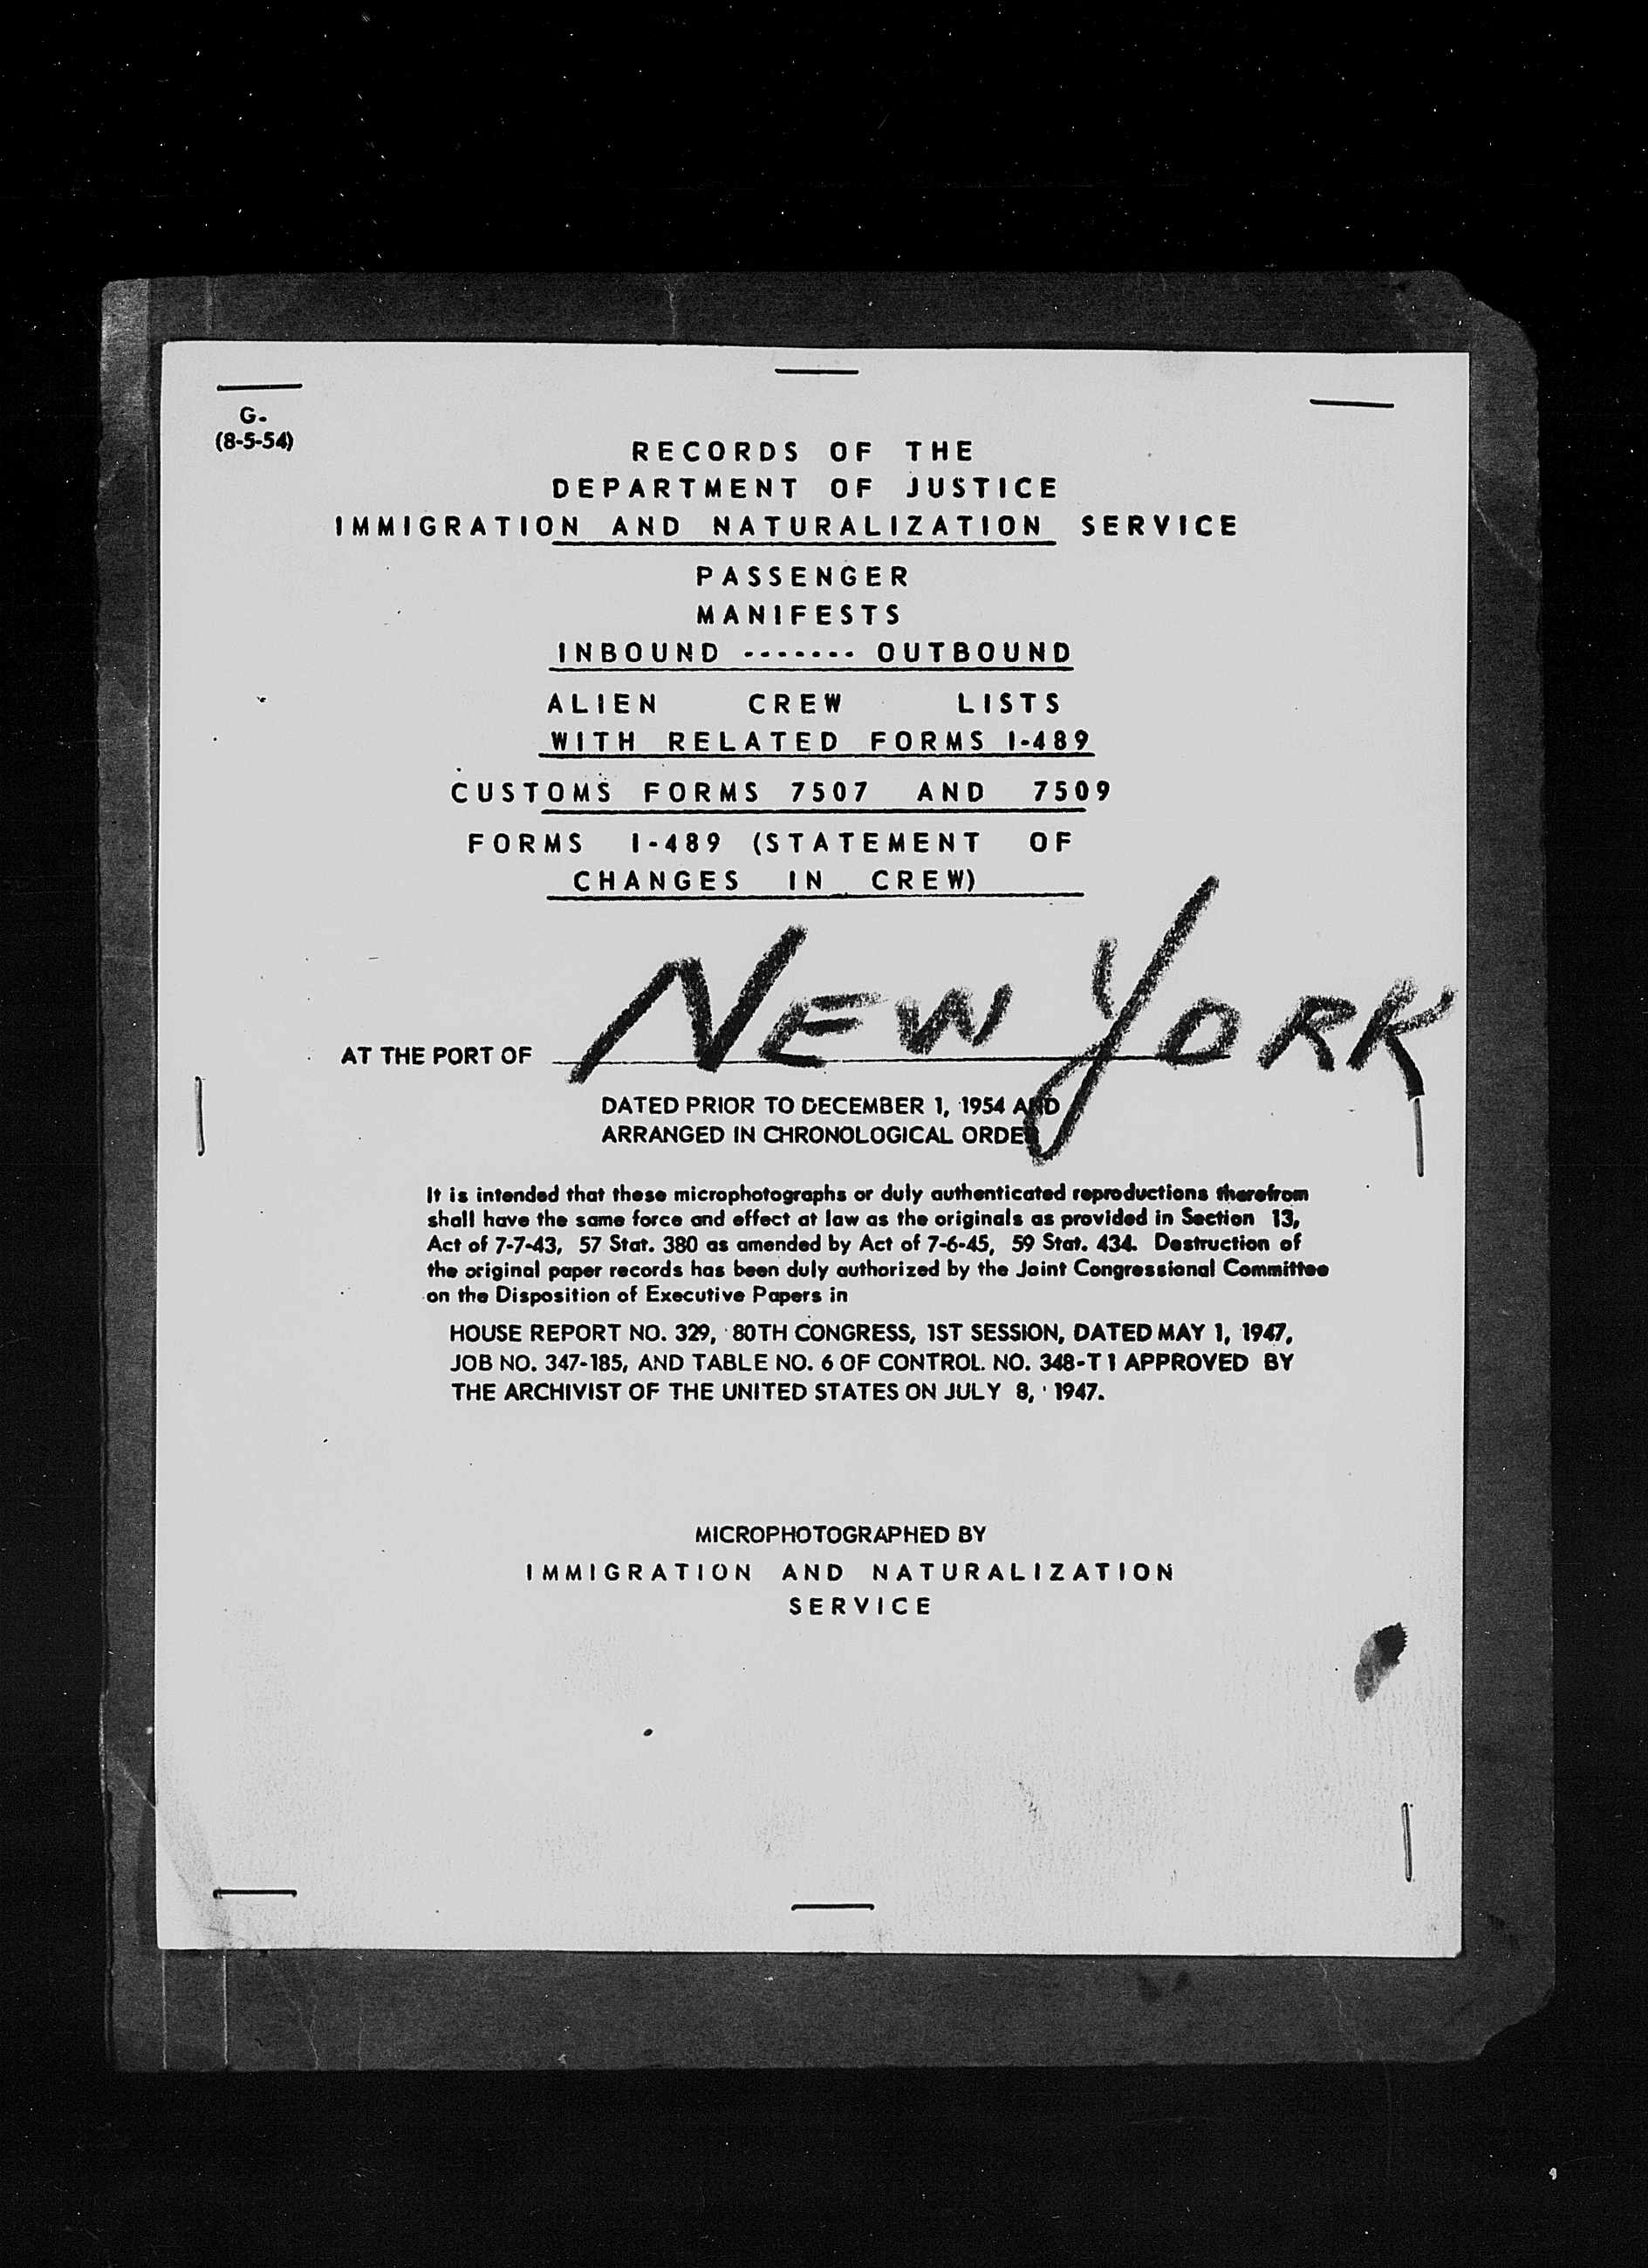 G-
(8-5-54)
RECORDS OF THE
DEPARTMENT OF JUSTICE
IMMIGRATION AND NATURALIZATION SERVICE
PASSENGER
MANIFESTS
INBOUND ------- OUTBOUND
ALIEN CREW LISTS
WITH RELATED FORMS I-489
CUSTOMS FORMS 7507 AND 7509
FORMS I-489 (STATEMENT OF
CHANGES IN CREW)
AT THE PORT OF NEW YORK
DATED PRIOR TO DECEMBER 1, 1954 AND
ARRANGED IN CHRONOLOGICAL ORDER
It is intended that these microphotographs or duly authenticated reproductions therefrom
shall have the same force and effect at law as the originals as provided in Section 13,
Act of 7-7-43, 57 Stat. 380 as amended by Act of 7-6-45, 59 Stat. 434. Destruction of
the original paper records has been duly authorized by the Joint Congressional Committee
on the Disposition of Executive Papers in
HOUSE REPORT NO. 329, 80TH CONGRESS, 1ST SESSION, DATED MAY 1, 1947,
JOB NO. 347-185, AND TABLE NO. 6 OF CONTROL NO. 348-T1 APPROVED BY
THE ARCHIVIST OF THE UNITED STATES ON JULY 8, 1947.
MICROPHOTOGRAPHED BY
IMMIGRATION AND NATURALIZATION
SERVICE